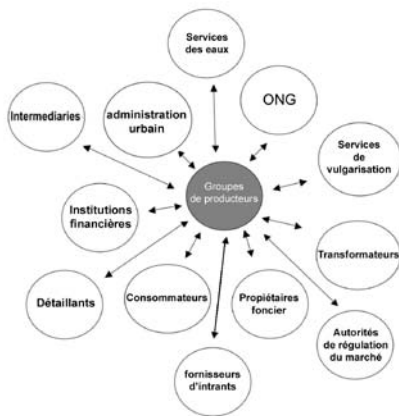 Services
des eaux
ONG
Intermediaries
administration
urbain
Services
de
vulgarisation
Groupes
de producteurs
Institutions
financières
Transformateurs
Détaillants
Consommateurs
Propiétaires
foncier
Autorités
de régulation
du marché
fornisseurs
d'intrants